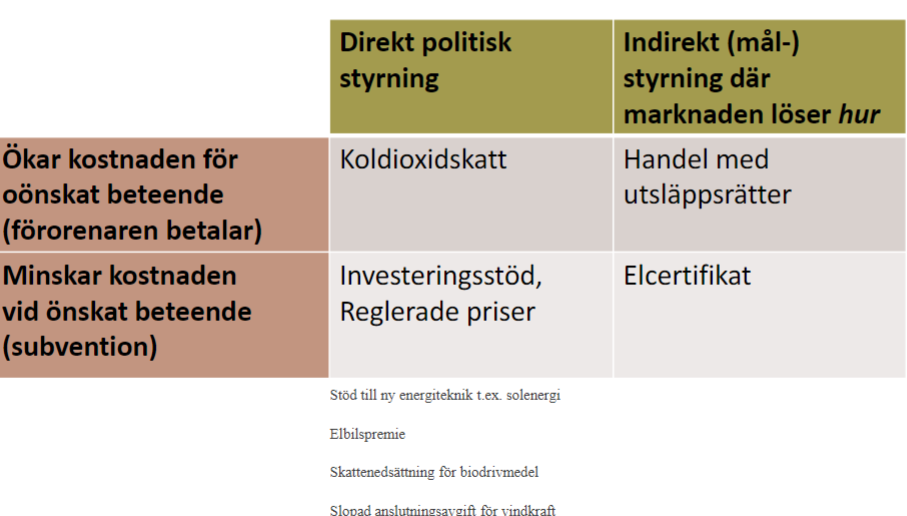 Direkt politisk
styrning
Indirekt (mål-)
styrning där
marknaden löser hur
Ökar kostnaden för
oönskat beteende
(förorenaren betalar)
Koldioxidskatt
Handel med
utsläppsrätter
Minskar kostnaden
vid önskat beteende
(subvention)
Investeringsstöd,
Reglerade priser
Elcertifikat
Stöd till ny energiteknik t.ex. solenergi
Elbilspremie
Skattenedsättning för biodrivmedel
Slopad anslutningsavgift för vindkraft